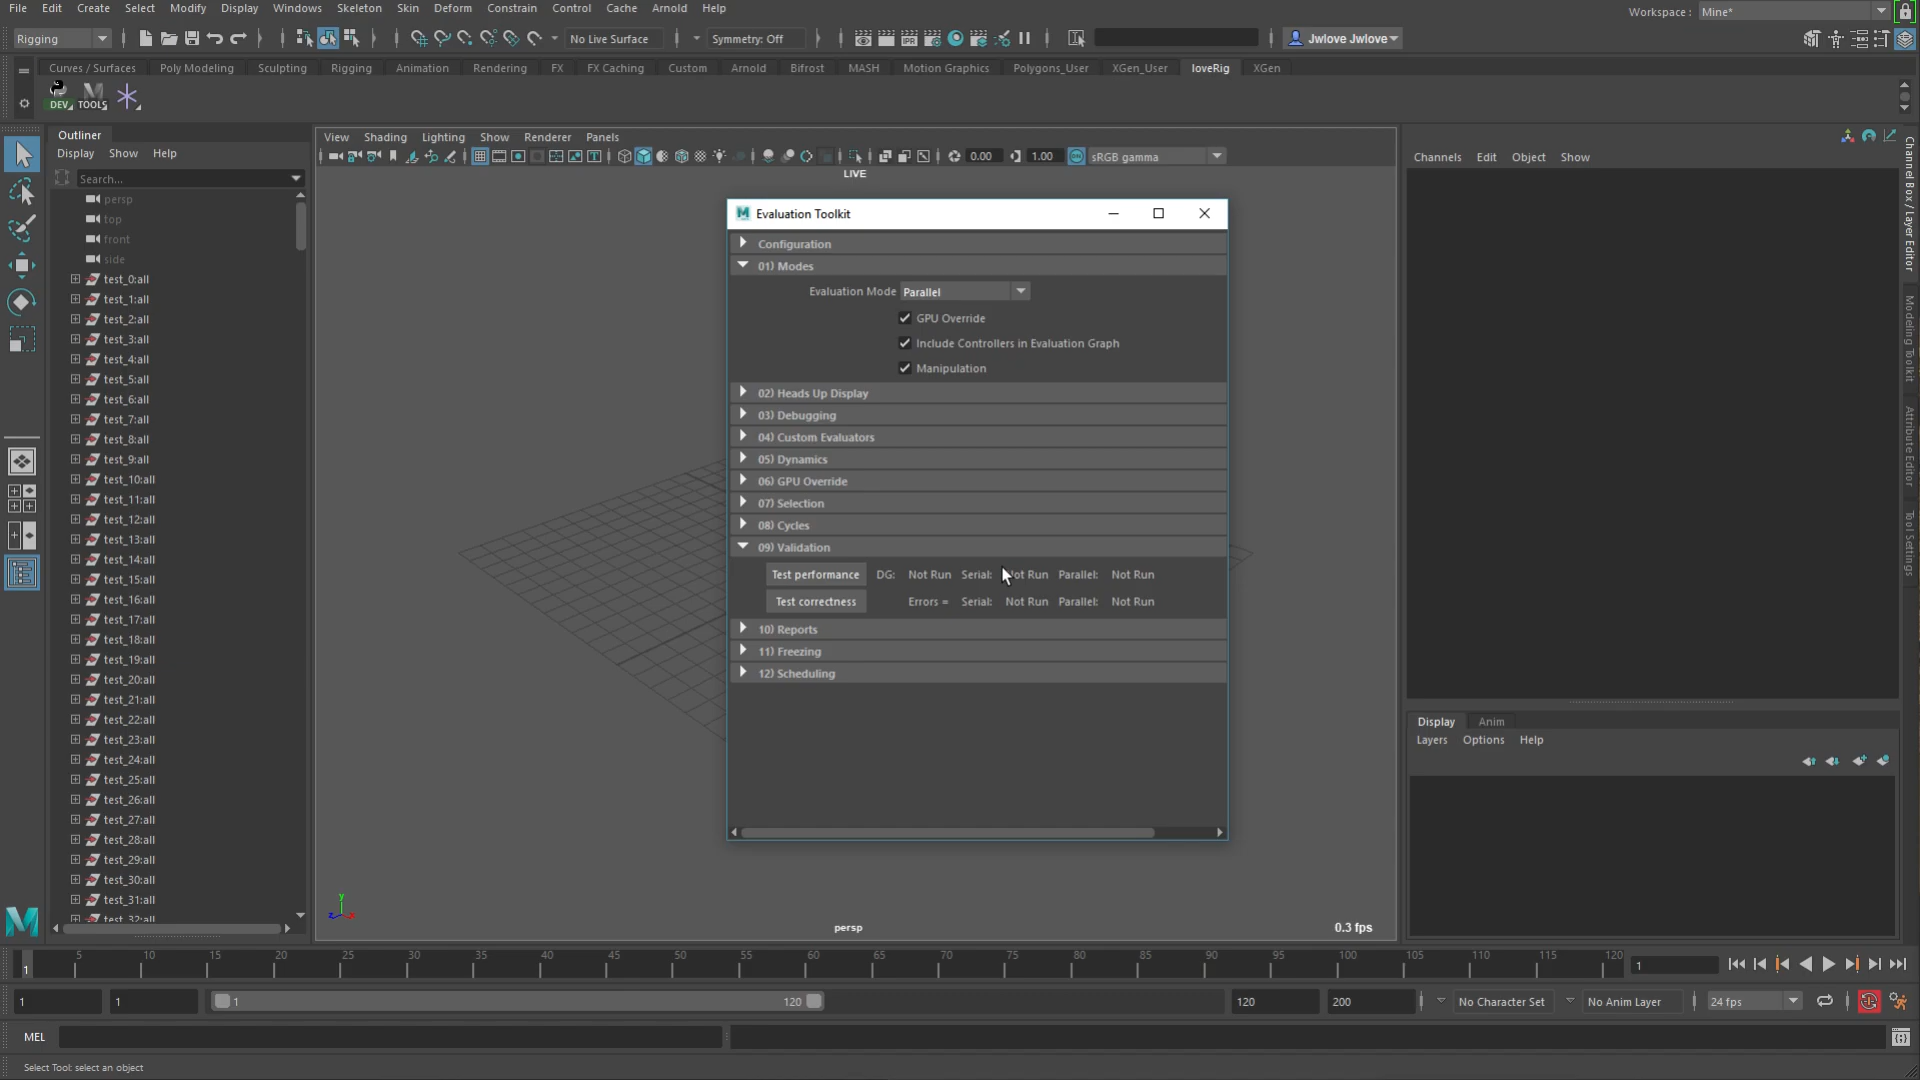 File Edit Create Select Modify Display Windows Skeleton Skin Deform Constrain Control Cache Arnold Help
Workspace : Mine*
Rigging No Live Surface Symmetry: Off Jwlove Jwlove
Curves / Surfaces Poly Modeling Sculpting Rigging Animation Rendering FX FX Caching Custom Arnold Bifrost MASH Motion Graphics Polygons_User XGen_User loveRig XGen
DEV TOOLS
Outliner
Display Show Help
Search...
persp
top
front
side
test_0:all
test_1:all
test_2:all
test_3:all
test_4:all
test_5:all
test_6:all
test_7:all
test_8:all
test_9:all
test_10:all
test_11:all
test_12:all
test_13:all
test_14:all
test_15:all
test_16:all
test_17:all
test_18:all
test_19:all
test_20:all
test_21:all
test_22:all
test_23:all
test_24:all
test_25:all
test_26:all
test_27:all
test_28:all
test_29:all
test_30:all
test_31:all
test_32:all
View Shading Lighting Show Renderer Panels
0.00 1.00 sRGB gamma
LIVE
Evaluation Toolkit
Configuration
01) Modes
Evaluation Mode Parallel
GPU Override
Include Controllers in Evaluation Graph
Manipulation
02) Heads Up Display
03) Debugging
04) Custom Evaluators
05) Dynamics
06) GPU Override
07) Selection
08) Cycles
09) Validation
Test performance DG: Not Run Serial: Not Run Parallel: Not Run
Test correctness Errors = Serial: Not Run Parallel: Not Run
10) Reports
11) Freezing
12) Scheduling
y
z x
persp
0.3 fps
Channels Edit Object Show
Channel Box / Layer Editor
Modeling Toolkit
Attribute Editor
Tool Settings
Display Anim
Layers Options Help
5 10 15 20 25 30 35 40 45 50 55 60 65 70 75 80 85 90 95 100 105 110 115 120
1 1
1 1 1 120 120 200 No Character Set No Anim Layer 24 fps
MEL
Select Tool: select an object